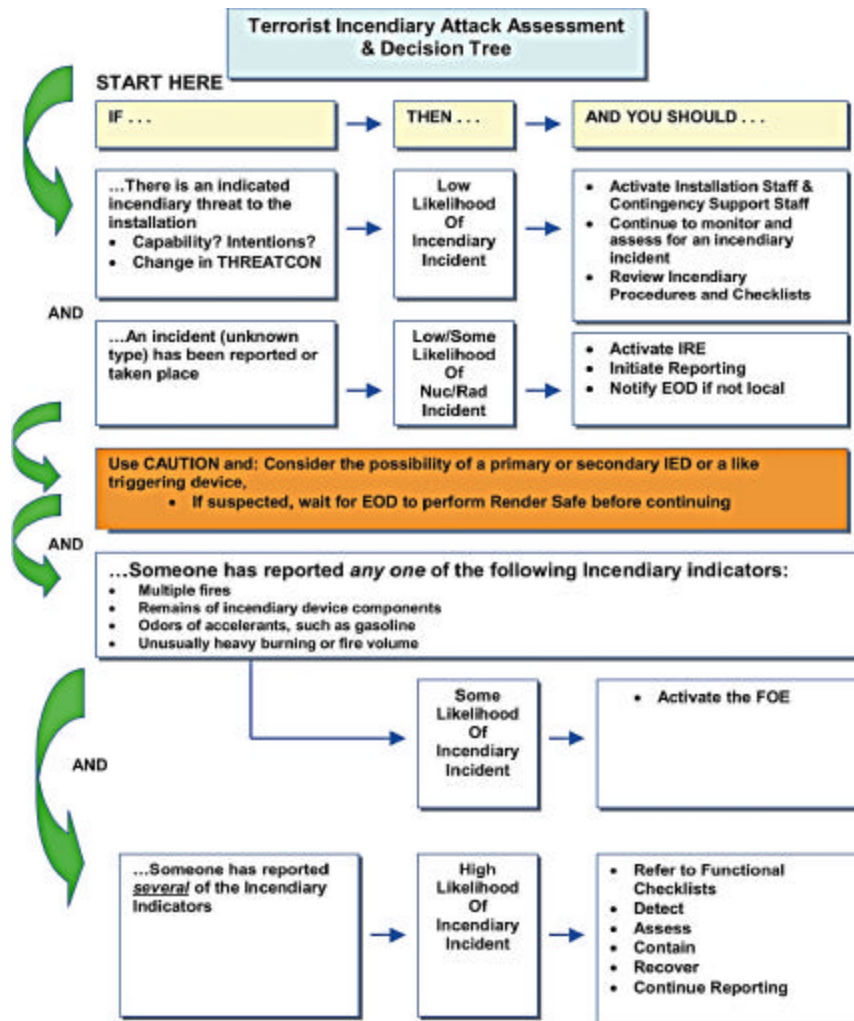 Terrorist Incendiary Attack Assessment
& Decision Tree
START HERE
IF . . .
THEN . . .
AND YOU SHOULD . . .
...There is an indicated
incendiary threat to the
installation
• Capability? Intentions?
• Change in THREATCON
Low
Likelihood
Of
Incendiary
Incident
• Activate Installation Staff &
Contingency Support Staff
• Continue to monitor and
assess for an incendiary
incident
• Review Incendiary
Procedures and Checklists
AND
...An incident (unknown
type) has been reported or
taken place
Low/Some
Likelihood
Of
Nuc/Rad
Incident
• Activate IRE
• Initiate Reporting
• Notify EOD if not local
Use CAUTION and: Consider the possibility of a primary or secondary IED or a like
triggering device,
• If suspected, wait for EOD to perform Render Safe before continuing
AND
...Someone has reported any one of the following Incendiary indicators:
• Multiple fires
• Remains of incendiary device components
• Odors of accelerants, such as gasoline
• Unusually heavy burning or fire volume
Some
Likelihood
Of
Incendiary
Incident
• Activate the FOE
AND
...Someone has reported
several of the Incendiary
Indicators
High
Likelihood
Of
Incendiary
Incident
• Refer to Functional
Checklists
• Detect
• Assess
• Contain
• Recover
• Continue Reporting